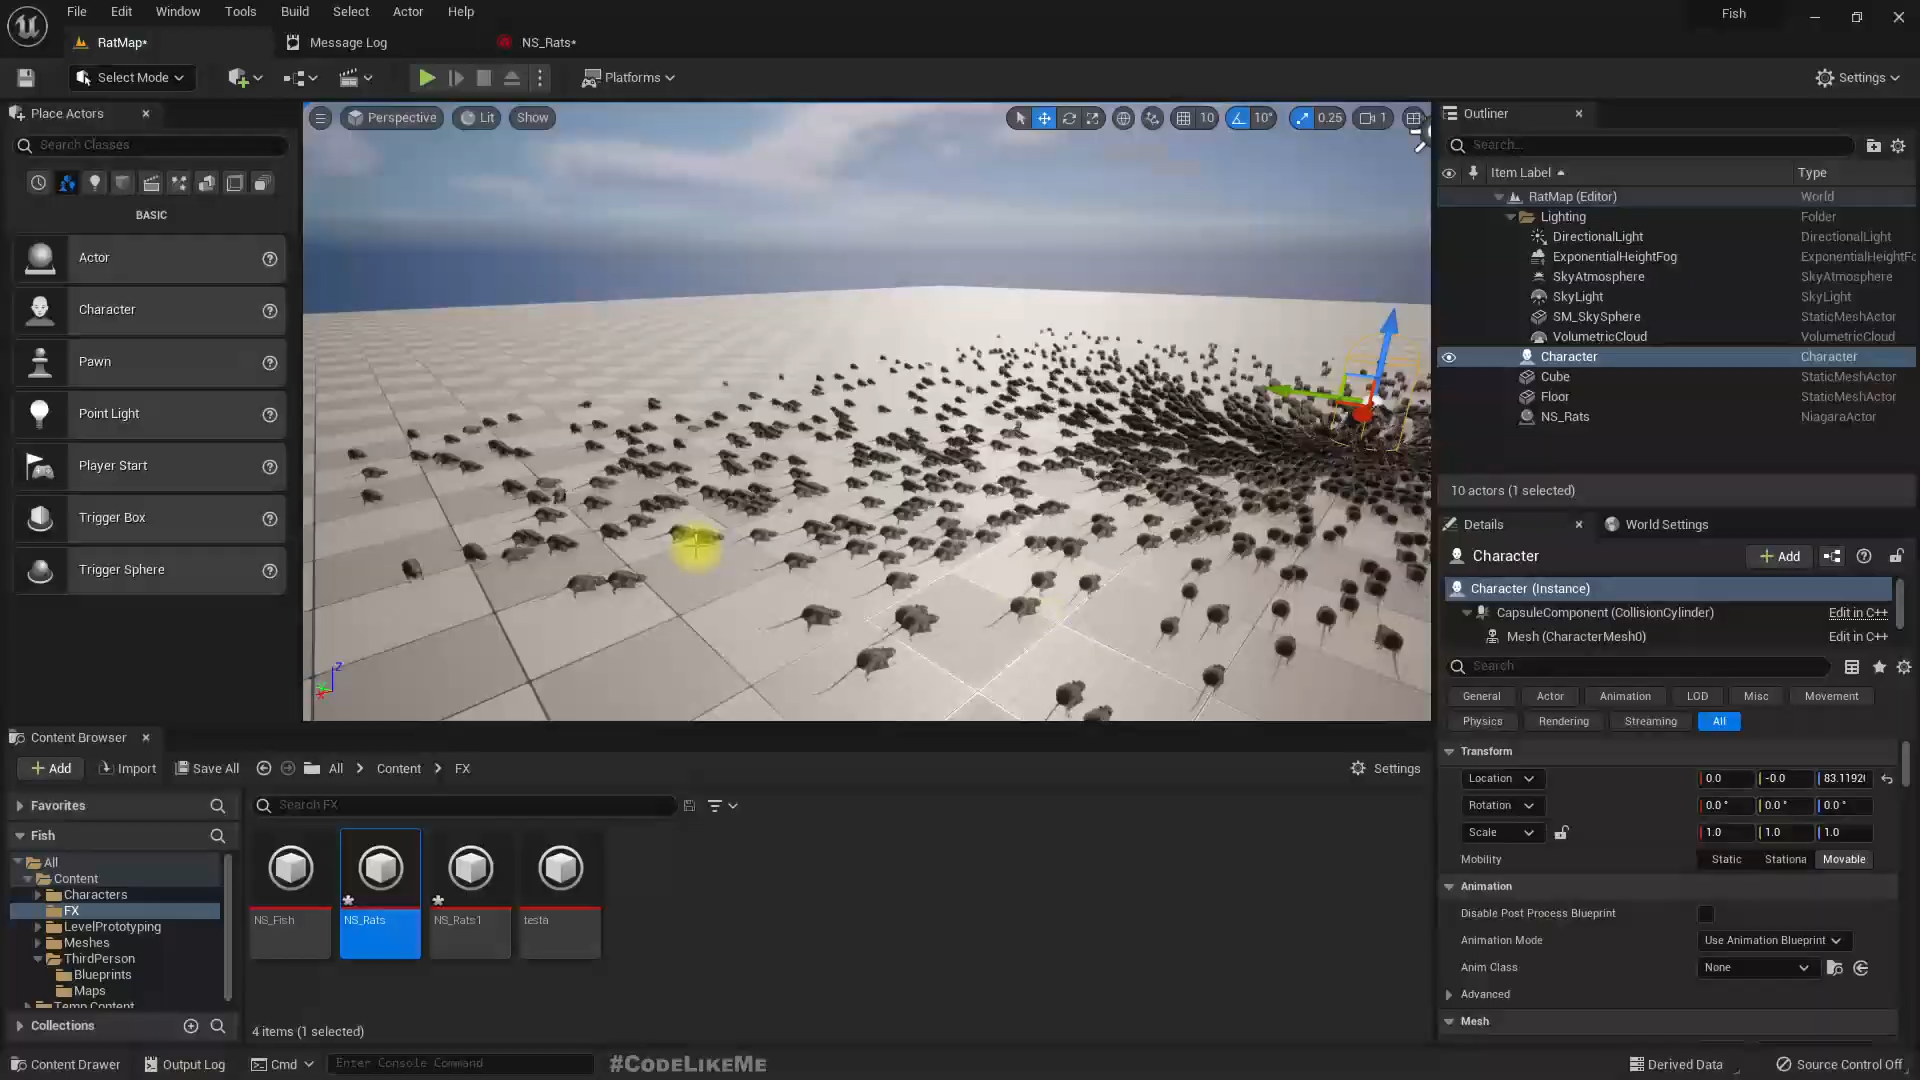 File Edit Window Tools Build Select Actor Help
Fish
RatMap*
Message Log
NS_Rats*
Select Mode
Platforms
Settings
Place Actors
Search Classes
BASIC
Actor
Character
Pawn
Point Light
Player Start
Trigger Box
Trigger Sphere
Perspective Lit Show
10 10° 0.25 1
Z
Outliner
Search...
Item Label Type
RatMap (Editor) World
Lighting Folder
DirectionalLight DirectionalLight
ExponentialHeightFog ExponentialHeightFo
SkyAtmosphere SkyAtmosphere
SkyLight SkyLight
SM_SkySphere StaticMeshActor
VolumetricCloud VolumetricCloud
Character Character
Cube StaticMeshActor
Floor StaticMeshActor
NS_Rats NiagaraActor
10 actors (1 selected)
Details World Settings
Character Add
Character (Instance)
CapsuleComponent (CollisionCylinder) Edit in C++
Mesh (CharacterMesh0) Edit in C++
Search
General Actor Animation LOD Misc Movement
Physics Rendering Streaming All
Transform
Location 0.0 -0.0 83.1192
Rotation 0.0° 0.0° 0.0°
Scale 1.0 1.0 1.0
Mobility Static Stationa Movable
Animation
Disable Post Process Blueprint
Animation Mode Use Animation Blueprint
Anim Class None
Advanced
Mesh
Content Browser
Add Import Save All All Content FX Settings
Favorites
Search FX
Fish
All
Content
Characters
FX
LevelPrototyping
Meshes
ThirdPerson
Blueprints
Maps
Temp Content
Collections
NS_Fish
NS_Rats
NS_Rats1
testa
4 items (1 selected)
Content Drawer Output Log Cmd Enter Console Command #CodeLikeMe Derived Data Source Control Off